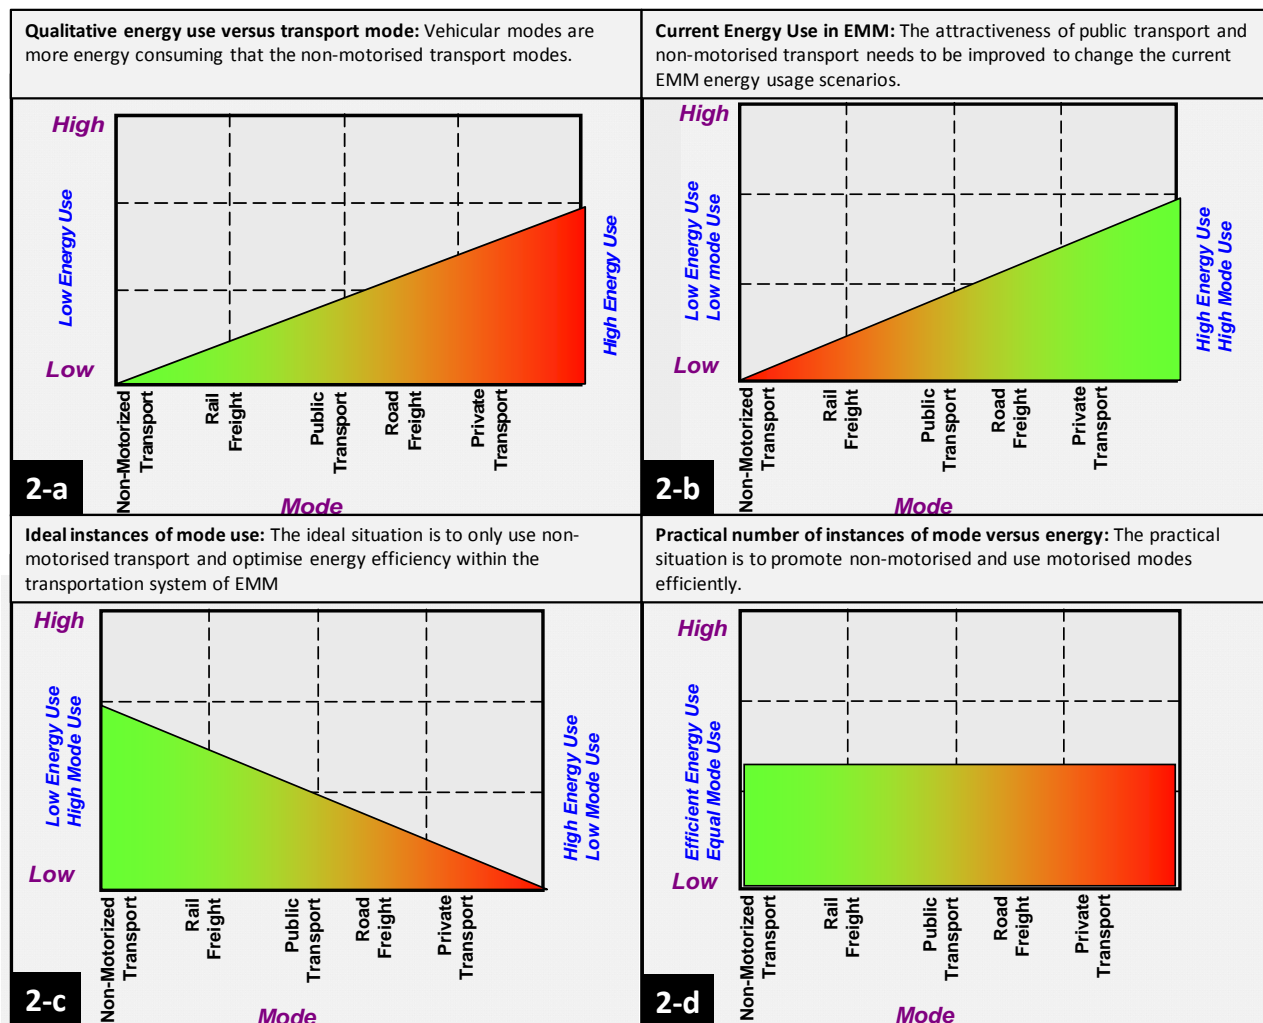 Qualitative energy use versus transport mode: Vehicular modes are
more energy consuming that the non-motorised transport modes.
High
Low Energy Use
High Energy Use
Low
Non-Motorized
Transport
Rail
Freight
Public
Transport
Road
Freight
Private
Transport
2-a
Mode
Current Energy Use in EMM: The attractiveness of public transport and
non-motorised transport needs to be improved to change the current
EMM energy usage scenarios.
High
Low Energy Use
Low mode Use
High Energy Use
High Mode Use
Low
Non-Motorized
Transport
Rail
Freight
Public
Transport
Road
Freight
Private
Transport
2-b
Mode
Ideal instances of mode use: The ideal situation is to only use non-
motorised transport and optimise energy efficiency within the
transportation system of EMM
High
Low Energy Use
High Mode Use
High Energy Use
Low Mode Use
Low
Non-Motorized
Transport
Rail
Freight
Public
Transport
Road
Freight
Private
Transport
2-c
Mode
Practical number of instances of mode versus energy: The practical
situation is to promote non-motorised and use motorised modes
efficiently.
High
Efficient Energy Use
Equal Mode Use
Low
Non-Motorized
Transport
Rail
Freight
Public
Transport
Road
Freight
Private
Transport
2-d
Mode